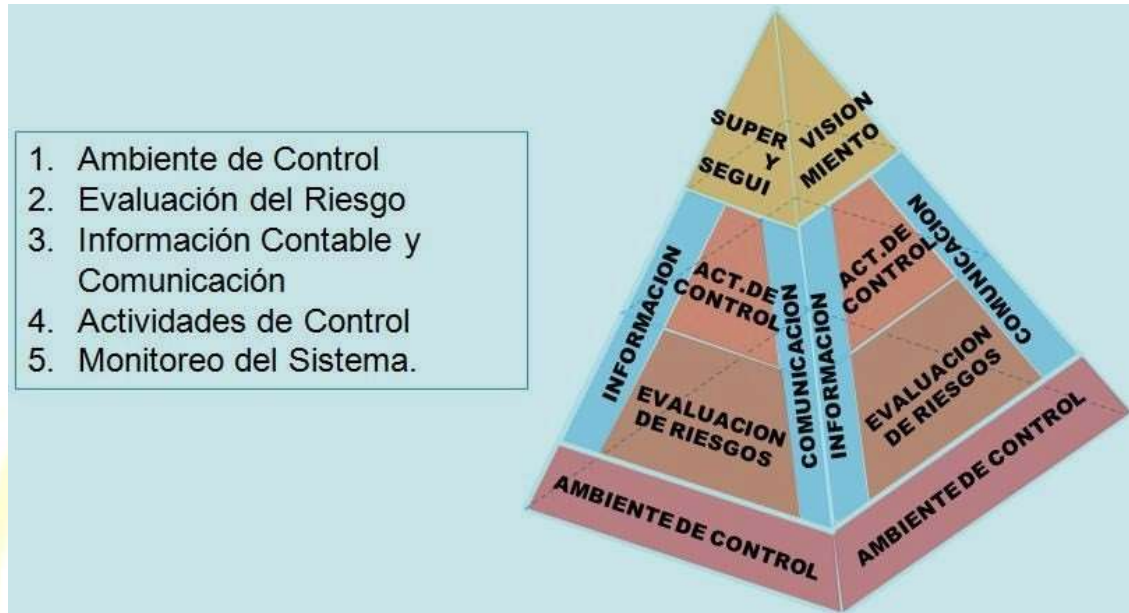 1. Ambiente de Control
2. Evaluación del Riesgo
3. Información Contable y
Comunicación
4. Actividades de Control
5. Monitoreo del Sistema.
SUPER
Y
SEGUI
VISION
MIENTO
INFORMACION
ACT.DE
CONTROL
COMUNICACION
EVALUACION
DE RIESGOS
INFORMACION
ACT.DE
CONTROL
COMUNICACION
EVALUACION
DE RIESGOS
AMBIENTE DE CONTROL
AMBIENTE DE CONTROL